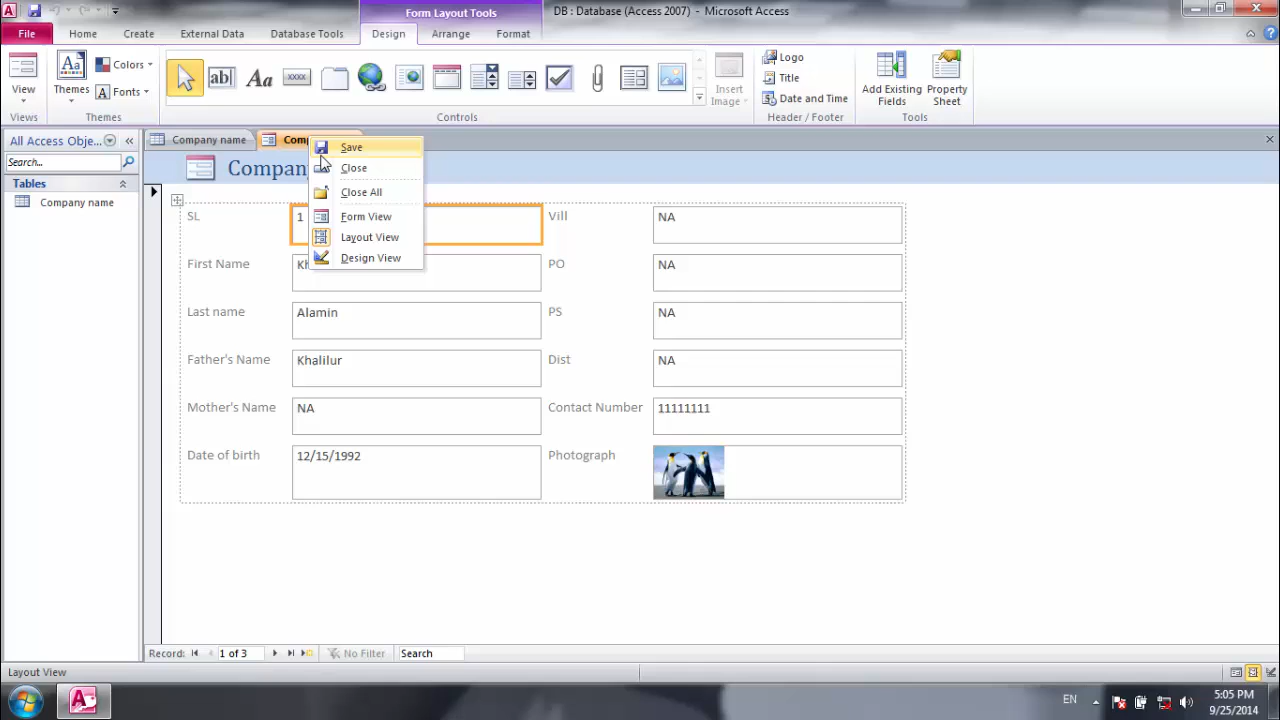 Form Layout Tools
DB : Database (Access 2007) - Microsoft Access
File Home Create External Data Database Tools Design Arrange Format
View
Views
Aa
Themes
Colors
Fonts
Themes
ab|
Aa
xxxx
Controls
Insert
Image
Logo
Title
Date and Time
Header / Footer
Add Existing
Fields
Property
Sheet
Tools
All Access Obje...
Search...
Tables
Company name
Company name
Save
Close
Close All
Form View
Layout View
Design View
SL 1
First Name
Last name Alamin
Father's Name Khalilur
Mother's Name NA
Date of birth 12/15/1992
Vill NA
PO NA
PS NA
Dist NA
Contact Number 11111111
Photograph
Record: 1 of 3 No Filter Search
Layout View
EN
5:05 PM
9/25/2014